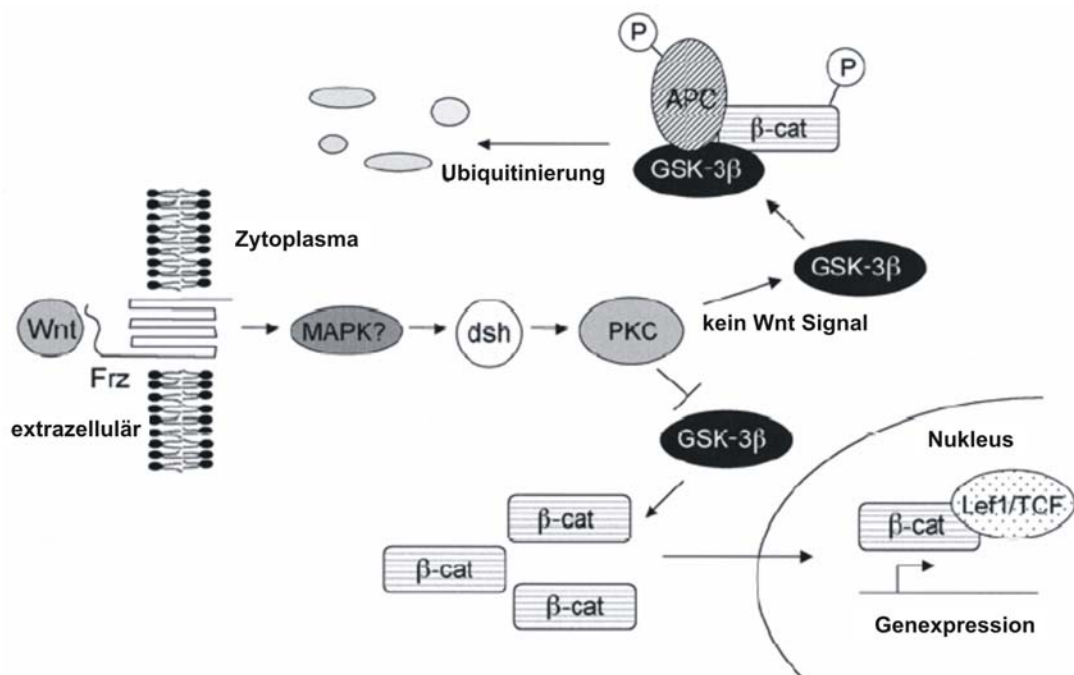 P
P
APC
β-cat
GSK-3β
Ubiquitinierung
Zytoplasma
GSK-3β
Wnt
Frz
MAPK?
dsh
PKC
kein Wnt Signal
extrazellulär
GSK-3β
Nukleus
β-cat
β-cat
β-cat
β-cat
Lef1/TCF
Genexpression